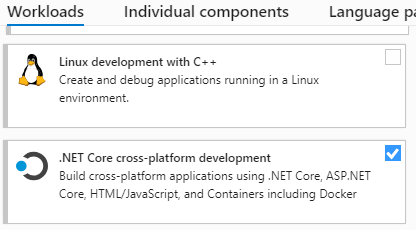 Workloads Individual components Language pa
Linux development with C++
Create and debug applications running in a Linux
environment.
.NET Core cross-platform development
Build cross-platform applications using .NET Core, ASP.NET
Core, HTML/JavaScript, and Containers including Docker